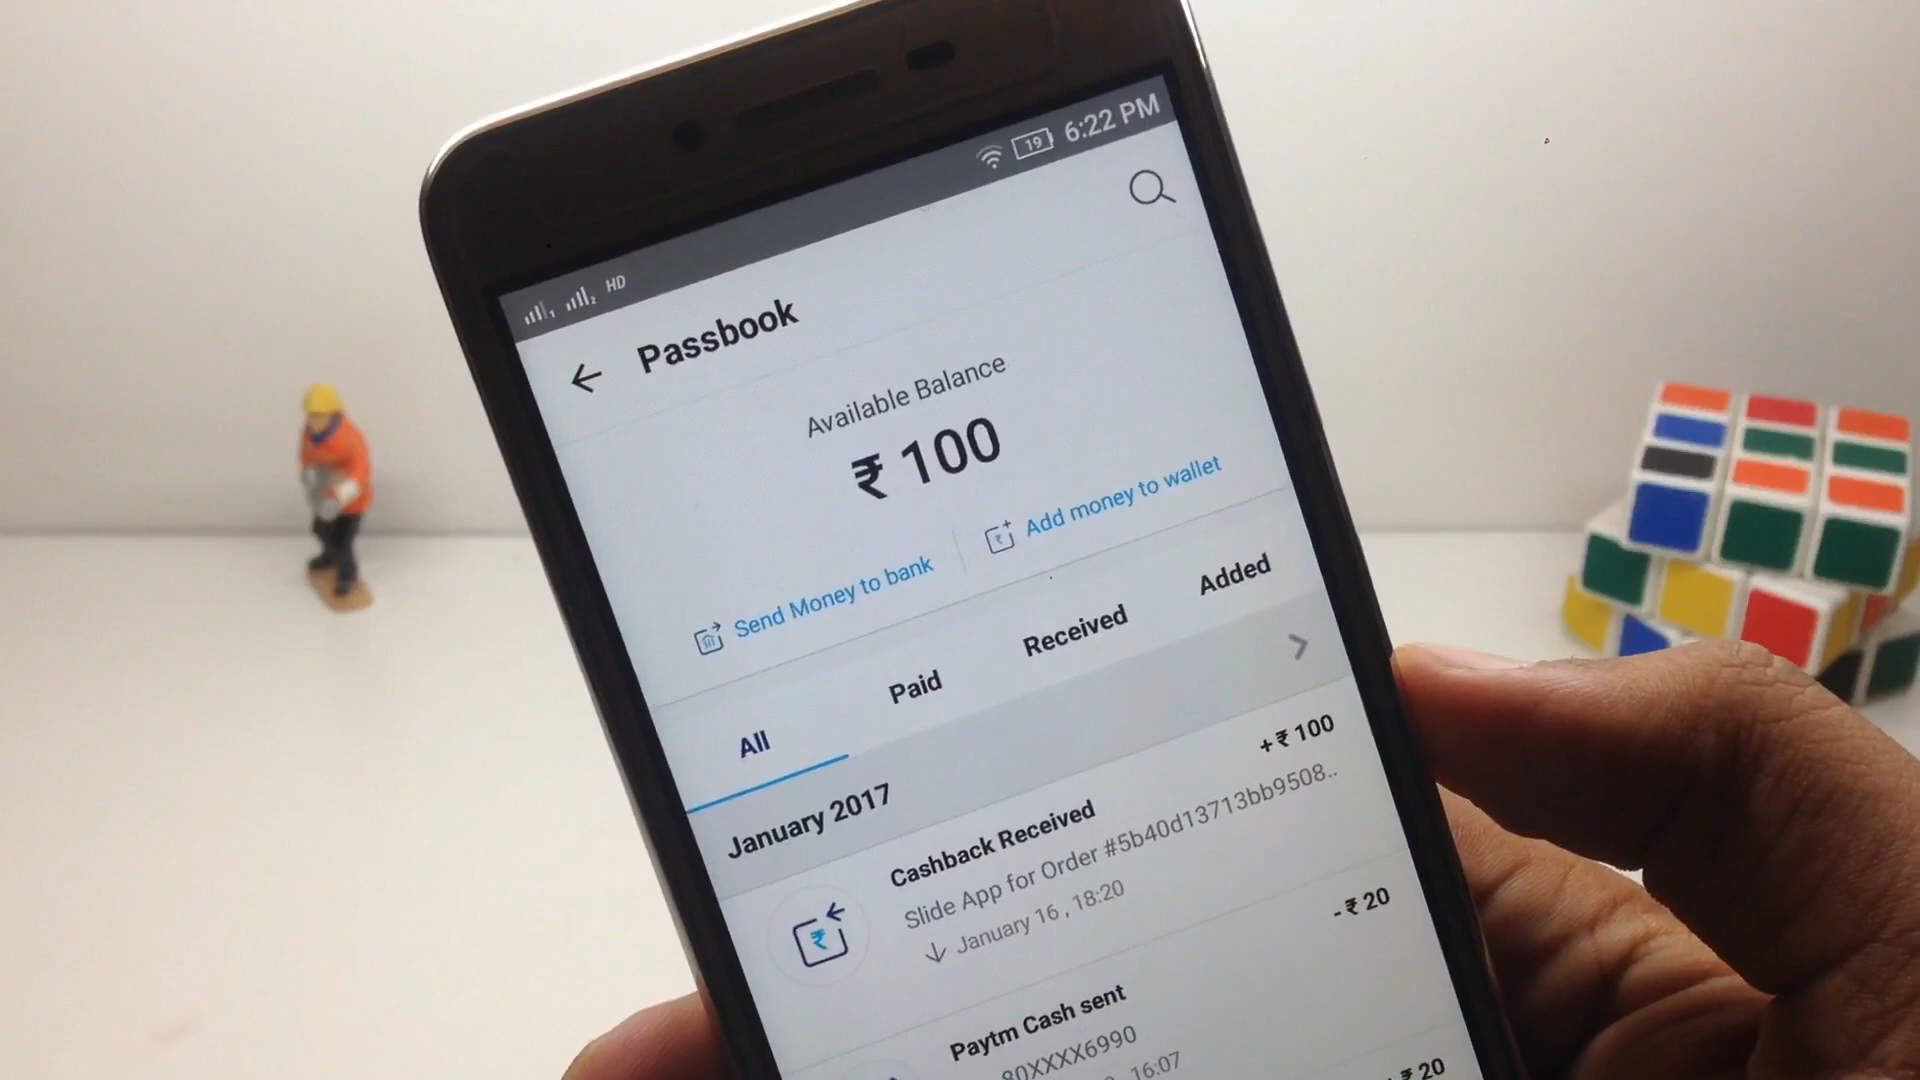 HD 19 6:22 PM
Passbook
Available Balance
₹ 100
Send Money to bank
Add money to wallet
All Paid Received Added
January 2017
Cashback Received +₹ 100
Slide App for Order #5b40d13713bb9508..
January 16 , 18:20
Paytm Cash sent -₹ 20
80XXXX6990
16:07
₹ 20